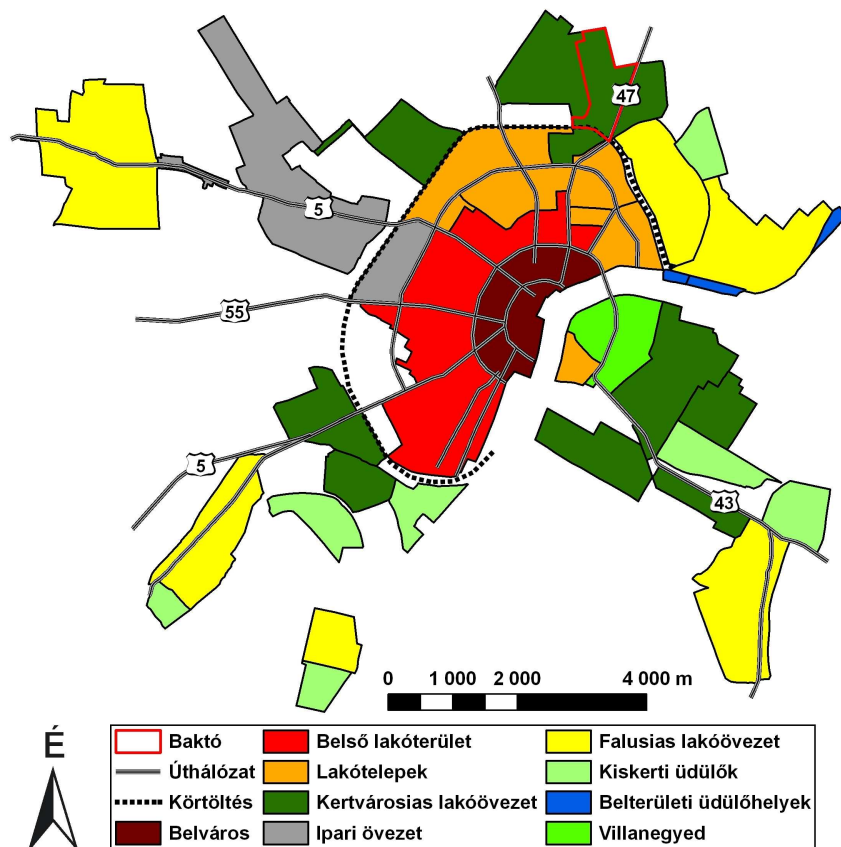 47
5
55
5
43
0 1 000 2 000 4 000 m
É
Baktó Belső lakóterület Falusias lakóövezet
Úthálózat Lakótelepek Kiskerti üdülők
Körtöltés Kertvárosias lakóövezet Belterületi üdülőhelyek
Belváros Ipari övezet Villanegyed